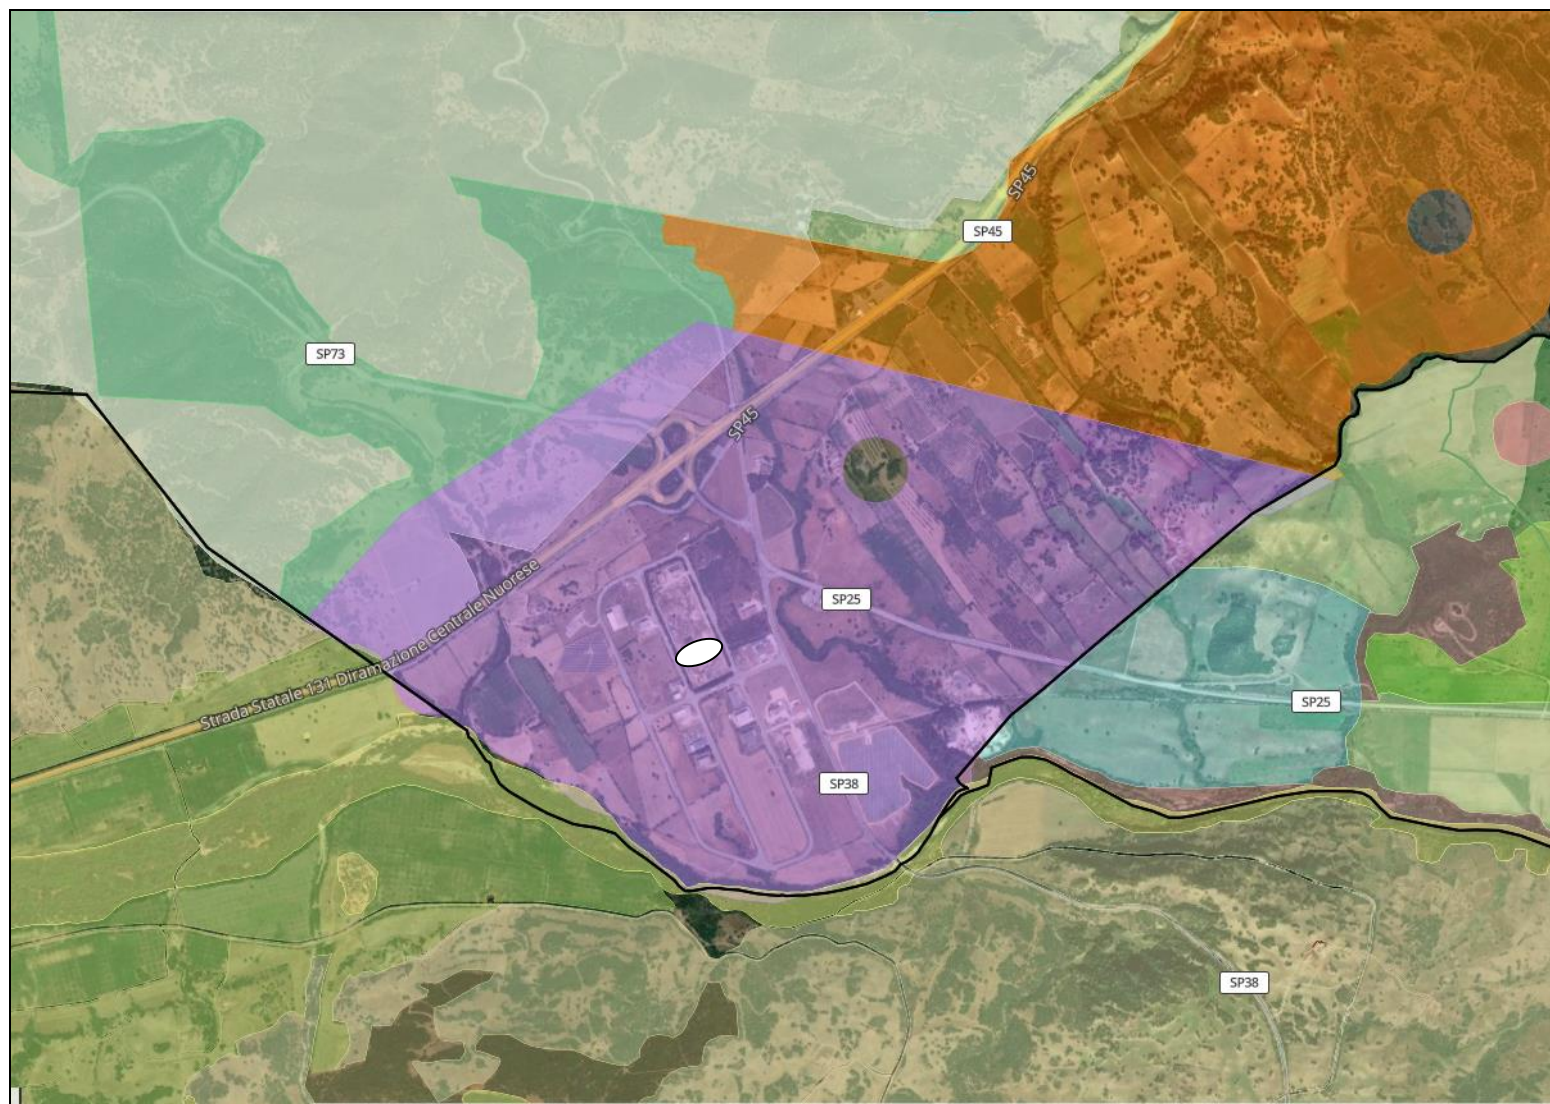 SP45
SP45
SP73
SP45
SP25
Strada Statale 131 Diramazione Centrale Nuorese
SP25
SP38
SP38